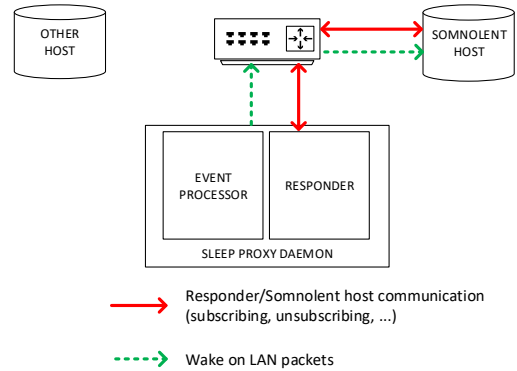 OTHER
HOST
SOMNOLENT
HOST
EVENT
PROCESSOR
RESPONDER
SLEEP PROXY DAEMON
Responder/Somnolent host communication
(subscribing, unsubscribing, ...)
Wake on LAN packets